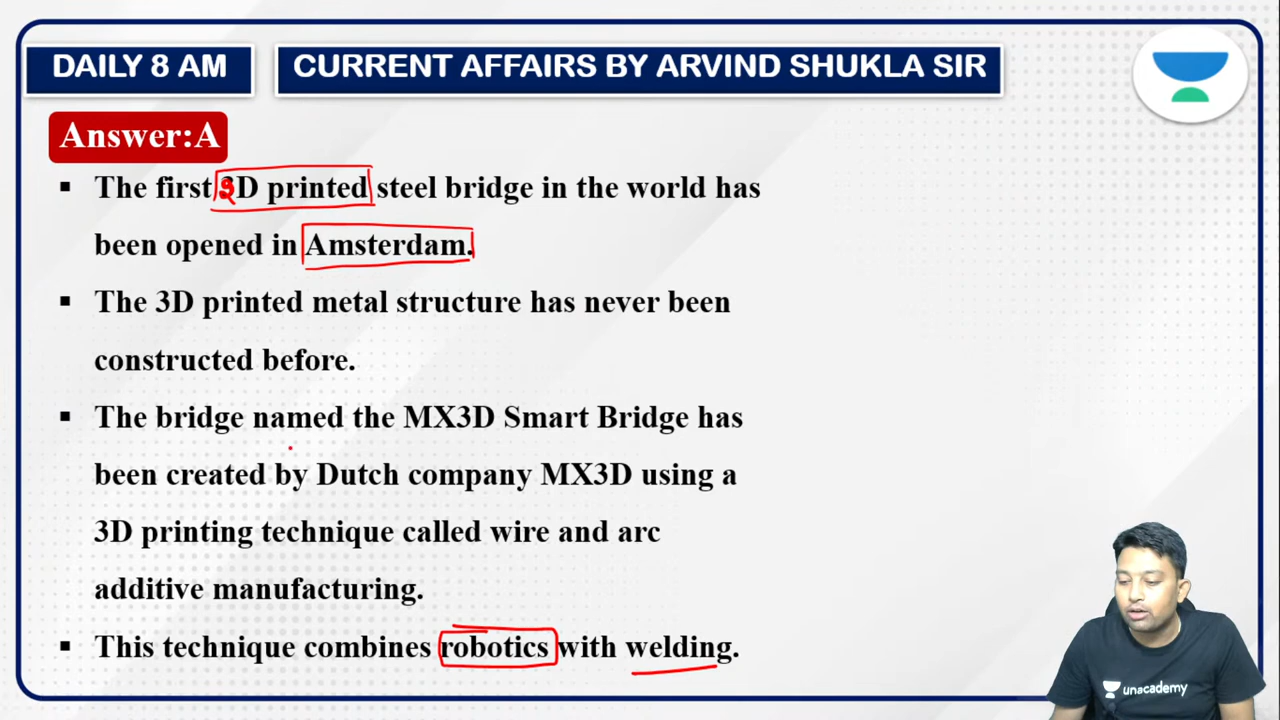 DAILY 8 AM
CURRENT AFFAIRS BY ARVIND SHUKLA SIR
Answer:A
▪ The first 3D printed steel bridge in the world has
been opened in Amsterdam.
▪ The 3D printed metal structure has never been
constructed before.
▪ The bridge named the MX3D Smart Bridge has
been created by Dutch company MX3D using a
3D printing technique called wire and arc
additive manufacturing.
▪ This technique combines robotics with welding.
unacademy